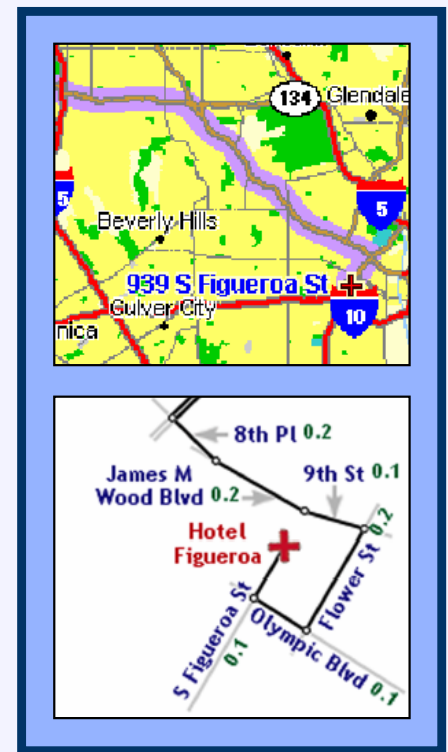 134
Glendale
5
5
Beverly Hills
939 S Figueroa St
Culver City
nica
10
8th Pl 0.2
James M
Wood Blvd 0.2
9th St 0.1
0.2
Hotel
Figueroa
Flower St
S Figueroa St
0.1
Olympic Blvd 0.1